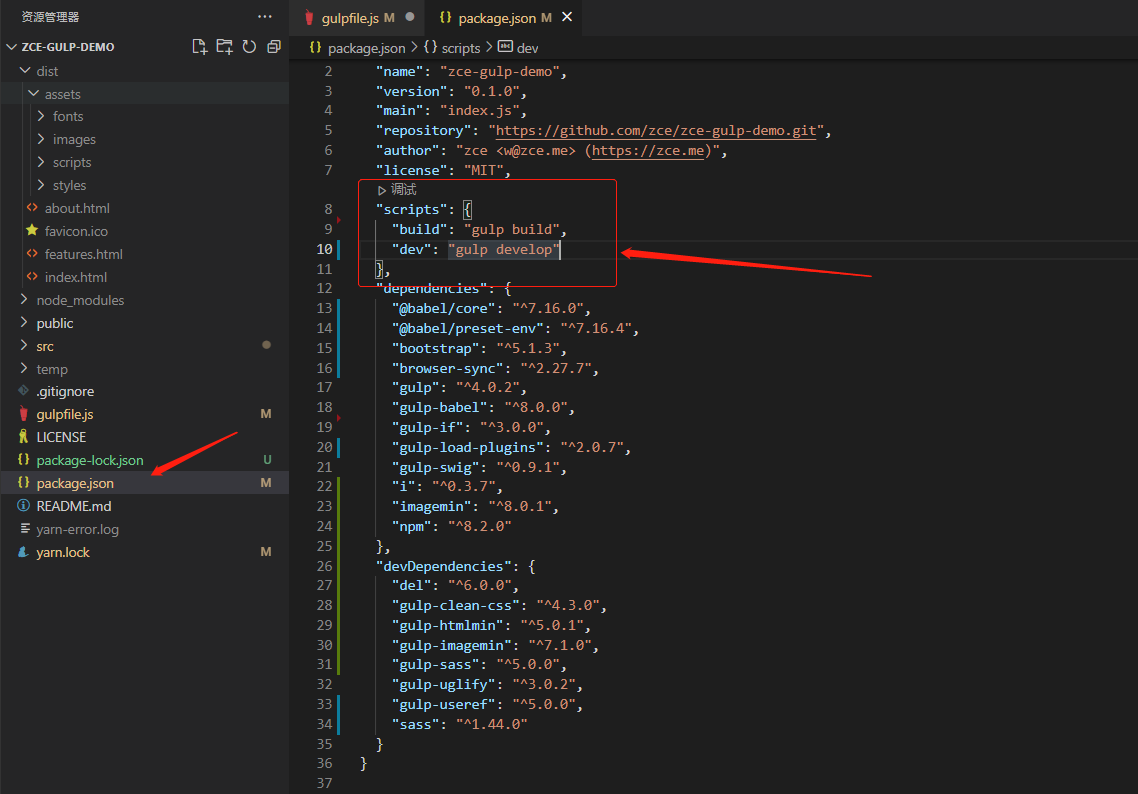 资源管理器
···
ZCE-GULP-DEMO
dist
assets
fonts
images
scripts
styles
about.html
favicon.ico
features.html
index.html
node_modules
public
src
temp
.gitignore
gulpfile.js M
LICENSE
package-lock.json U
package.json M
README.md
yarn-error.log
yarn.lock M
gulpfile.js M
package.json M
package.json > {} scripts > abc dev
2 "name": "zce-gulp-demo",
3 "version": "0.1.0",
4 "main": "index.js",
5 "repository": "https://github.com/zce/zce-gulp-demo.git",
6 "author": "zce <w@zce.me> (https://zce.me)",
7 "license": "MIT",
调试
8 "scripts": {
9 "build": "gulp build",
10 "dev": "gulp develop"
11 },
12 "dependencies": {
13 "@babel/core": "^7.16.0",
14 "@babel/preset-env": "^7.16.4",
15 "bootstrap": "^5.1.3",
16 "browser-sync": "^2.27.7",
17 "gulp": "^4.0.2",
18 "gulp-babel": "^8.0.0",
19 "gulp-if": "^3.0.0",
20 "gulp-load-plugins": "^2.0.7",
21 "gulp-swig": "^0.9.1",
22 "i": "^0.3.7",
23 "imagemin": "^8.0.1",
24 "npm": "^8.2.0"
25 },
26 "devDependencies": {
27 "del": "^6.0.0",
28 "gulp-clean-css": "^4.3.0",
29 "gulp-htmlmin": "^5.0.1",
30 "gulp-imagemin": "^7.1.0",
31 "gulp-sass": "^5.0.0",
32 "gulp-uglify": "^3.0.2",
33 "gulp-useref": "^5.0.0",
34 "sass": "^1.44.0"
35 }
36 }
37